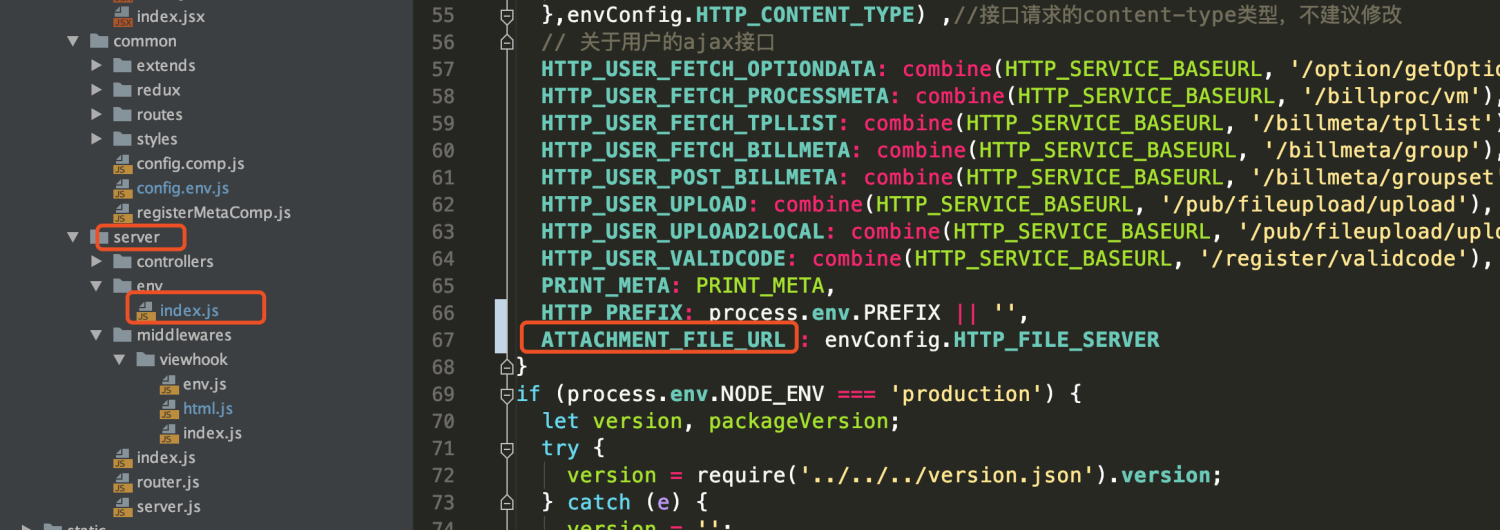 index.jsx
common
extends
redux
routes
styles
config.comp.js
config.env.js
registerMetaComp.js
server
controllers
env
index.js
middlewares
viewhook
env.js
html.js
index.js
index.js
router.js
server.js
static
55 },envConfig.HTTP_CONTENT_TYPE) ,//接口请求的content-type类型，不建议修改
56 // 关于用户的ajax接口
57 HTTP_USER_FETCH_OPTIONDATA: combine(HTTP_SERVICE_BASEURL, '/option/getOptio
58 HTTP_USER_FETCH_PROCESSMETA: combine(HTTP_SERVICE_BASEURL, '/billproc/vm'),
59 HTTP_USER_FETCH_TPLLIST: combine(HTTP_SERVICE_BASEURL, '/billmeta/tpllist')
60 HTTP_USER_FETCH_BILLMETA: combine(HTTP_SERVICE_BASEURL, '/billmeta/group'),
61 HTTP_USER_POST_BILLMETA: combine(HTTP_SERVICE_BASEURL, '/billmeta/groupset'
62 HTTP_USER_UPLOAD: combine(HTTP_SERVICE_BASEURL, '/pub/fileupload/upload'),
63 HTTP_USER_UPLOAD2LOCAL: combine(HTTP_SERVICE_BASEURL, '/pub/fileupload/uplo
64 HTTP_USER_VALIDCODE: combine(HTTP_SERVICE_BASEURL, '/register/validcode'),
65 PRINT_META: PRINT_META,
66 HTTP_PREFIX: process.env.PREFIX || '',
67 ATTACHMENT_FILE_URL: envConfig.HTTP_FILE_SERVER
68 }
69 if (process.env.NODE_ENV === 'production') {
70 let version, packageVersion;
71 try {
72 version = require('../../../version.json').version;
73 } catch (e) {
74 version = '';